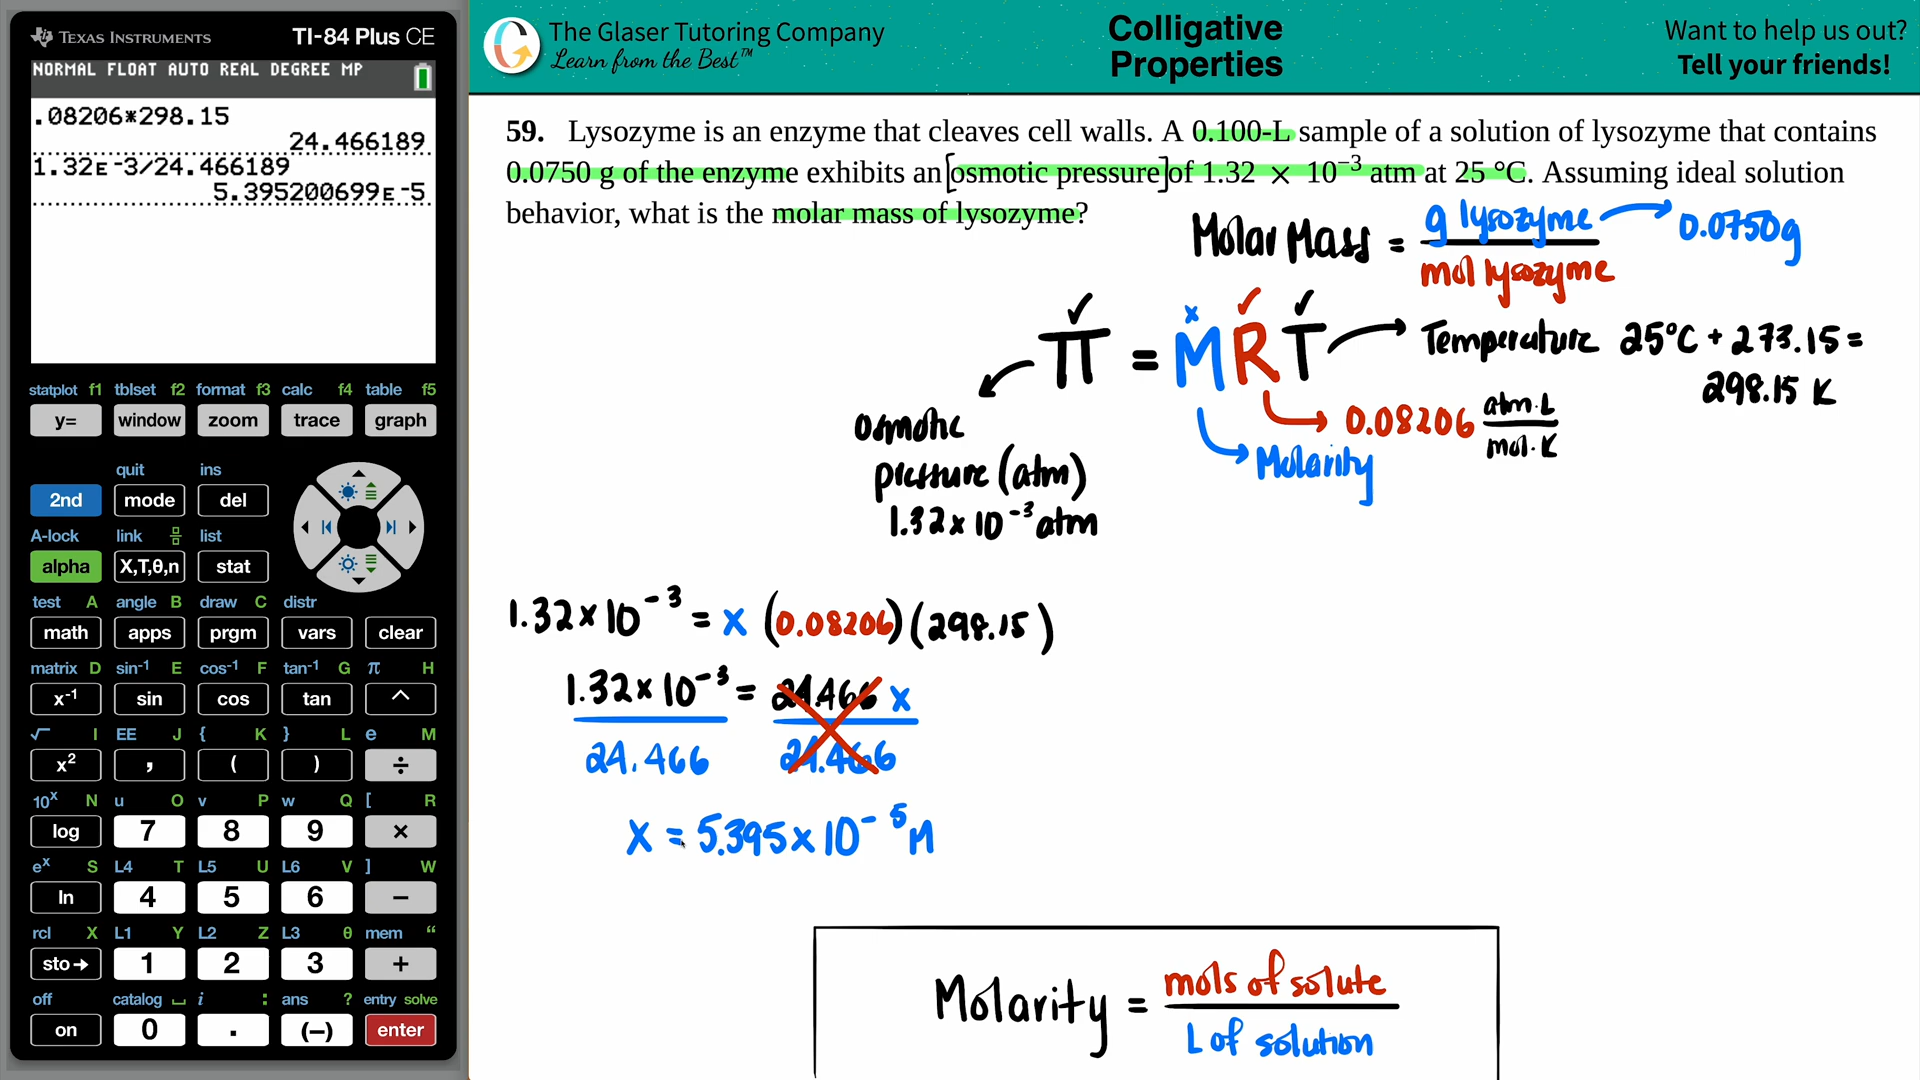 TEXAS INSTRUMENTS TI-84 Plus CE
NORMAL FLOAT AUTO REAL DEGREE MP
.08206*298.15
24.466189
1.32E-3/24.466189
5.395200699E-5
statplot f1 tblset f2 format f3 calc f4 table f5
y= window zoom trace graph
quit ins
2nd mode del
A-lock link list
alpha X,T,θ,n stat
test A angle B draw C distr
math apps prgm vars clear
matrix D sin-1 E cos-1 F tan-1 G π H
x-1 sin cos tan ^
√ I EE J { K } L e M
x2 , ( ) ÷
10x N u O v P w Q [ R
log 7 8 9 ×
ex S L4 T L5 U L6 V ] W
ln 4 5 6 −
rcl X L1 Y L2 Z L3 θ mem “
sto→ 1 2 3 +
off catalog ⎵ i : ans ? entry solve
on 0 . (−) enter
The Glaser Tutoring Company
Learn from the Best™
Colligative
Properties
Want to help us out?
Tell your friends!
59. Lysozyme is an enzyme that cleaves cell walls. A 0.100-L sample of a solution of lysozyme that contains
0.0750 g of the enzyme exhibits an [osmotic pressure] of 1.32 × 10−3 atm at 25 °C. Assuming ideal solution
behavior, what is the molar mass of lysozyme?
Molar Mass = g lysozyme → 0.0750g
mol lysozyme
✓ x ✓ ✓
π = MRT → Temperature 25°C + 273.15 =
298.15 K
→ 0.08206 atm·L
mol·K
→ Molarity
osmotic
pressure (atm)
1.32 x 10-3 atm
1.32 x 10-3 = x (0.08206)(298.15)
1.32 x 10-3 = 24.466 x
24.466 24.466
x = 5.395 x 10-5 M
Molarity = mols of solute
L of solution